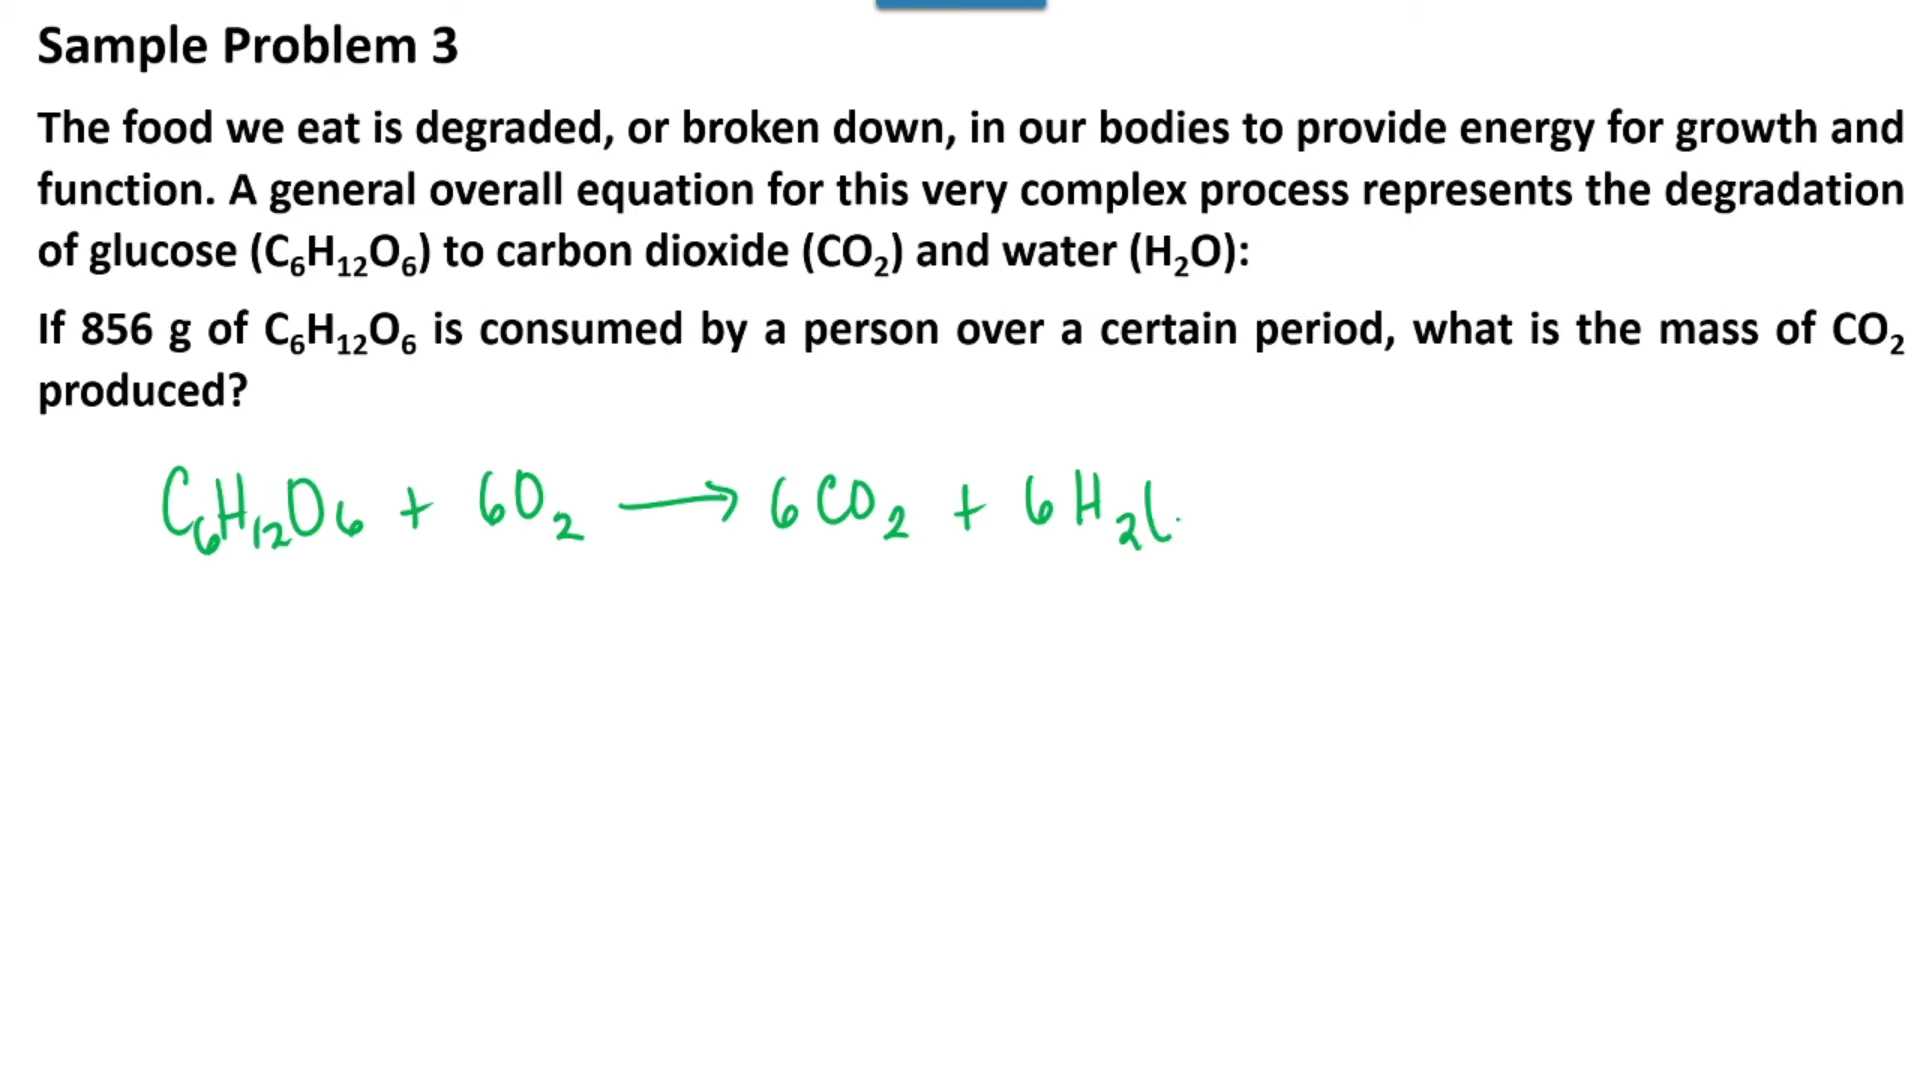 Sample Problem 3
The food we eat is degraded, or broken down, in our bodies to provide energy for growth and
function. A general overall equation for this very complex process represents the degradation
of glucose (C₆H₁₂O₆) to carbon dioxide (CO₂) and water (H₂O):
If 856 g of C₆H₁₂O₆ is consumed by a person over a certain period, what is the mass of CO₂
produced?
C₆H₁₂O₆ + 6O₂ → 6CO₂ + 6H₂